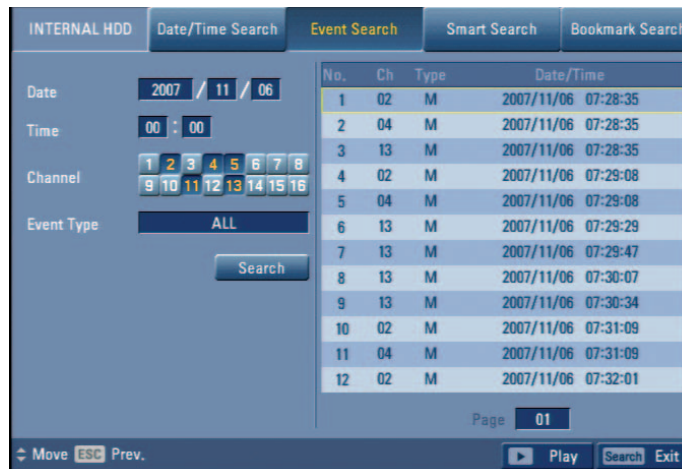 INTERNAL HDD Date/Time Search Event Search Smart Search Bookmark Search
Date 2007 / 11 / 06
Time 00 : 00
Channel 1 2 3 4 5 6 7 8
9 10 11 12 13 14 15 16
Event Type ALL
Search
No. Ch Type Date/Time
1 02 M 2007/11/06 07:28:35
2 04 M 2007/11/06 07:28:35
3 13 M 2007/11/06 07:28:35
4 02 M 2007/11/06 07:29:08
5 04 M 2007/11/06 07:29:08
6 13 M 2007/11/06 07:29:29
7 13 M 2007/11/06 07:29:47
8 13 M 2007/11/06 07:30:07
9 13 M 2007/11/06 07:30:34
10 02 M 2007/11/06 07:31:09
11 04 M 2007/11/06 07:31:09
12 02 M 2007/11/06 07:32:01
Page 01
Move ESC Prev. Play Search Exit